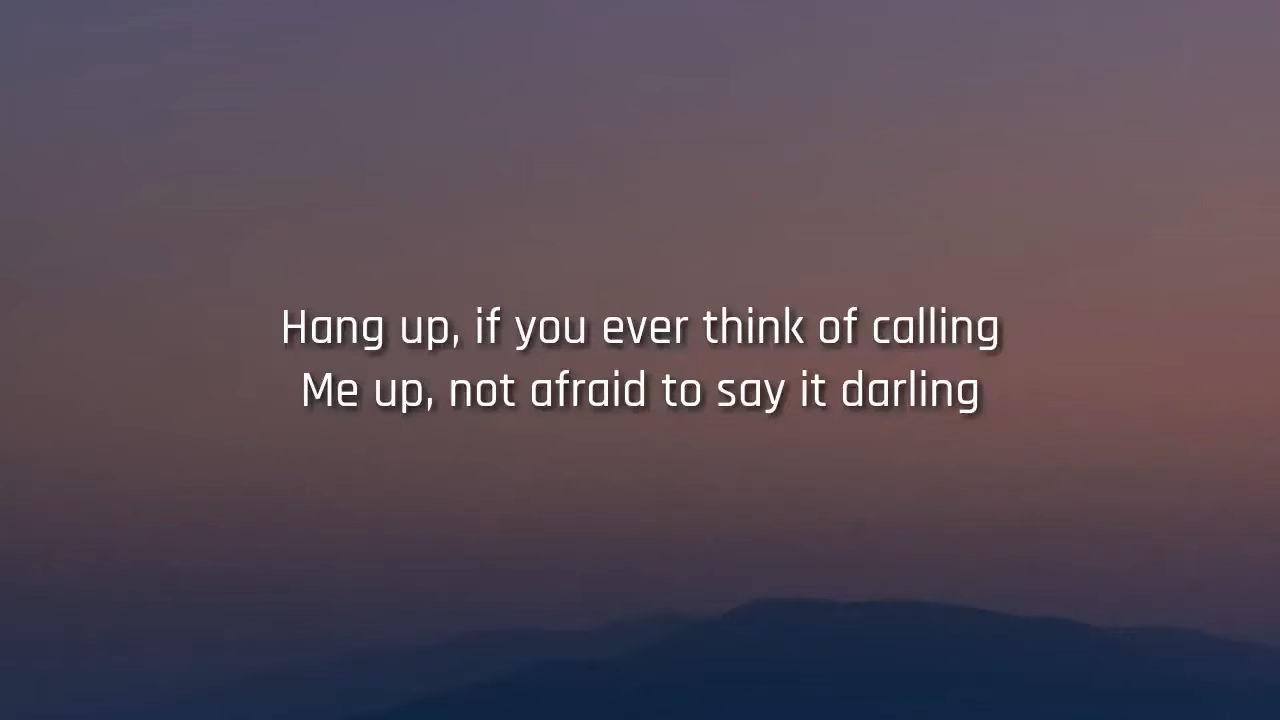 Hang up, if you ever think of calling
Me up, not afraid to say it darling